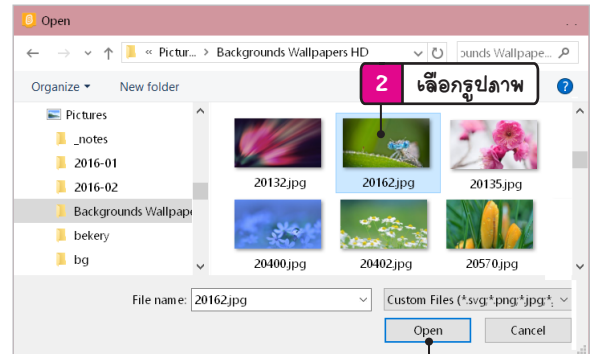 Open
« Pictur... > Backgrounds Wallpapers HD
ounds Wallpape...
Organize
New folder
2 เลือกรูปภาพ
?
Pictures
_notes
2016-01
2016-02
Backgrounds Wallpape
bekery
bg
20132.jpg
20162.jpg
20135.jpg
20400.jpg
20402.jpg
20570.jpg
File name: 20162.jpg
Custom Files (*.svg;*.png;*.jpg;*.
Open
Cancel